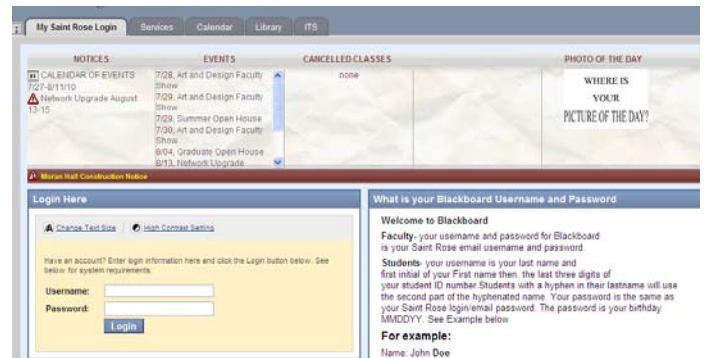 My Saint Rose Login
Services
Calendar
Library
ITS
NOTICES
CALENDAR OF EVENTS
7/27-8/11/10
Network Upgrade August
13-15
EVENTS
7/28, Art and Design Faculty
Show
7/29, Art and Design Faculty
Show
7/29, Summer Open House
7/30, Art and Design Faculty
Show
8/04, Graduate Open House
8/13, Network Upgrade
CANCELLED CLASSES
none
PHOTO OF THE DAY
WHERE IS
YOUR
PICTURE OF THE DAY?
Moran Hall Construction Notice
Login Here
Change Text Size
High Contrast Setting
Have an account? Enter login information here and click the Login button below. See
below for system requirements.
Username:
Password:
Login
What is your Blackboard Username and Password
Welcome to Blackboard
Faculty- your username and password for Blackboard
is your Saint Rose email username and password.
Students- your username is your last name and
first initial of your First name then, the last three digits of
your student ID number.Students with a hyphen in their lastname will use
the second part of the hyphenated name. Your password is the same as
your Saint Rose login/email password. The password is your birthday
MMDDYY. See Example below
For example:
Name: John Doe